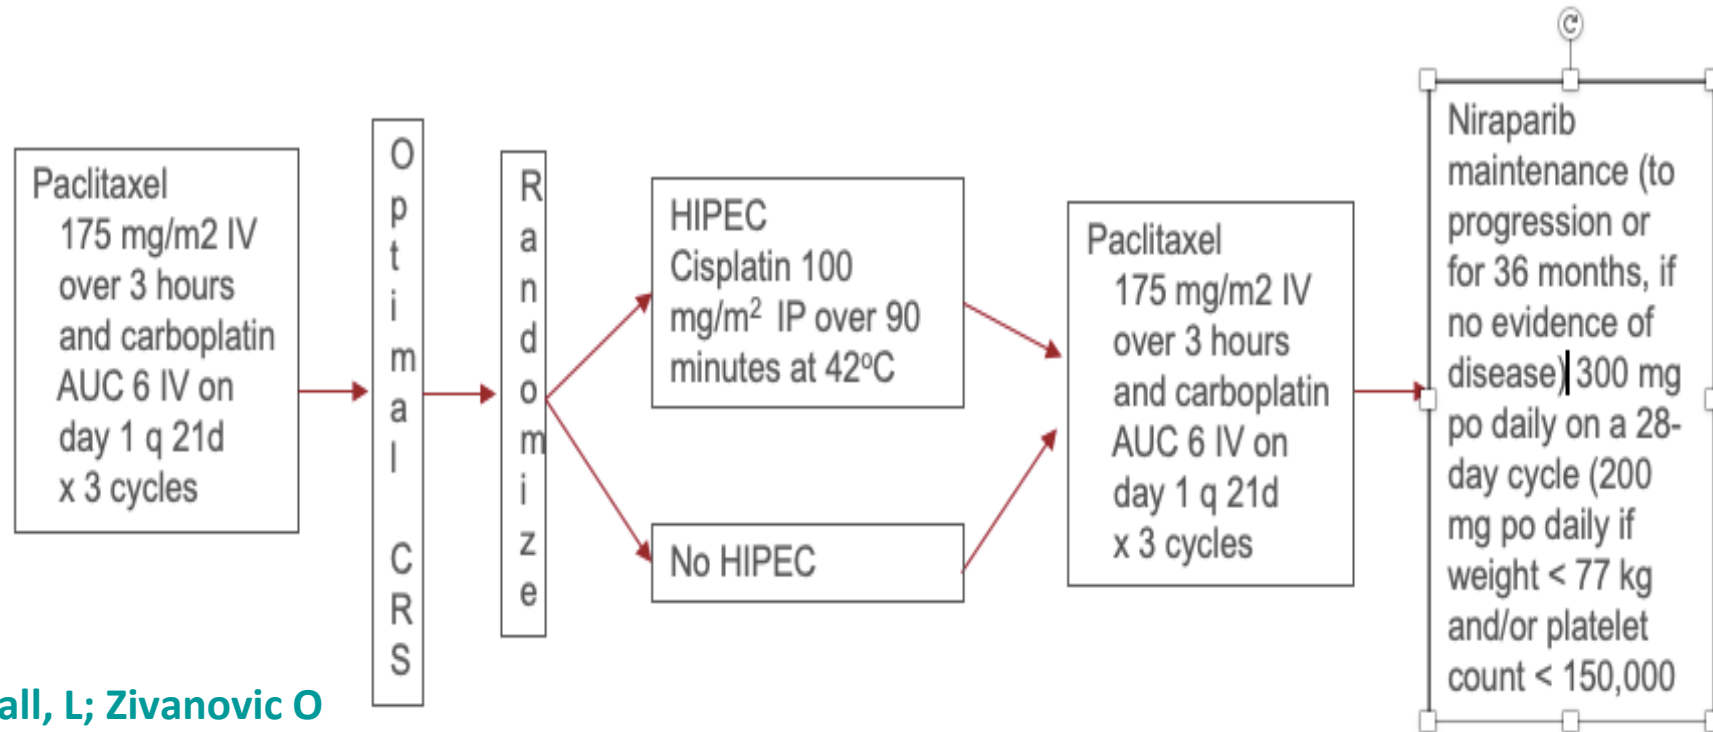 Paclitaxel
175 mg/m2 IV
over 3 hours
and carboplatin
AUC 6 IV on
day 1 q 21d
x 3 cycles
Optimal CRS
Randomize
HIPEC
Cisplatin 100
mg/m² IP over 90
minutes at 42ºC
No HIPEC
Paclitaxel
175 mg/m2 IV
over 3 hours
and carboplatin
AUC 6 IV on
day 1 q 21d
x 3 cycles
Niraparib
maintenance (to
progression or
for 36 months, if
no evidence of
disease) 300 mg
po daily on a 28-
day cycle (200
mg po daily if
weight < 77 kg
and/or platelet
count < 150,000
all, L; Zivanovic O